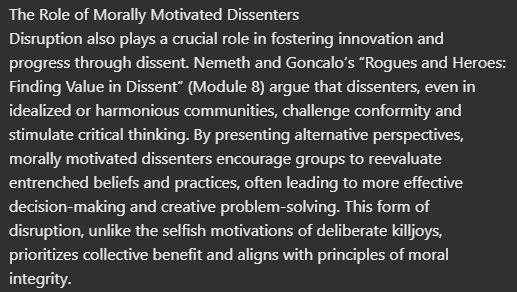 The Role of Morally Motivated Dissenters
Disruption also plays a crucial role in fostering innovation and
progress through dissent. Nemeth and Goncalo’s “Rogues and Heroes:
Finding Value in Dissent” (Module 8) argue that dissenters, even in
idealized or harmonious communities, challenge conformity and
stimulate critical thinking. By presenting alternative perspectives,
morally motivated dissenters encourage groups to reevaluate
entrenched beliefs and practices, often leading to more effective
decision-making and creative problem-solving. This form of
disruption, unlike the selfish motivations of deliberate killjoys,
prioritizes collective benefit and aligns with principles of moral
integrity.